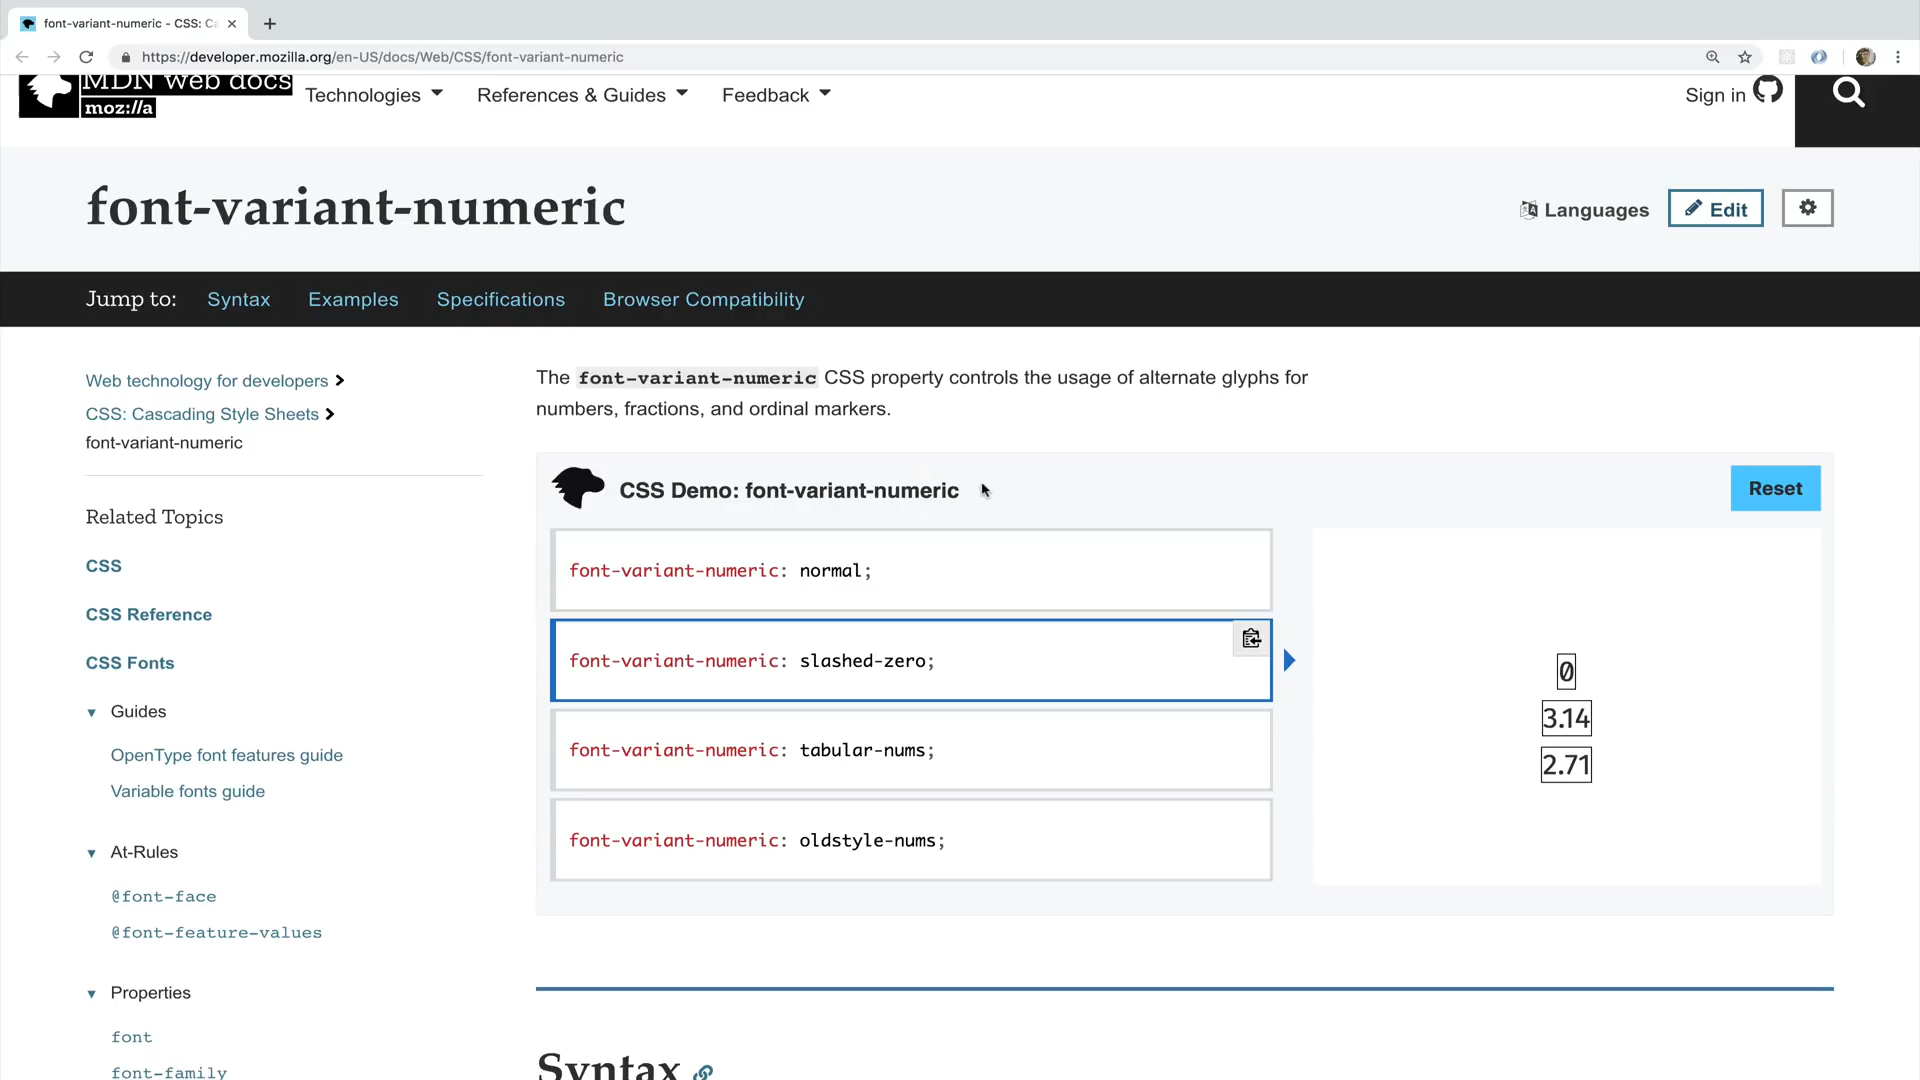 font-variant-numeric - CSS: Ca
https://developer.mozilla.org/en-US/docs/Web/CSS/font-variant-numeric
MDN web docs
moz://a
Technologies
References & Guides
Feedback
Sign in
font-variant-numeric
Languages
Edit
Jump to:
Syntax
Examples
Specifications
Browser Compatibility
Web technology for developers
CSS: Cascading Style Sheets
font-variant-numeric
Related Topics
CSS
CSS Reference
CSS Fonts
Guides
OpenType font features guide
Variable fonts guide
At-Rules
@font-face
@font-feature-values
Properties
font
font-family
The font-variant-numeric CSS property controls the usage of alternate glyphs for
numbers, fractions, and ordinal markers.
CSS Demo: font-variant-numeric
Reset
font-variant-numeric: normal;
font-variant-numeric: slashed-zero;
font-variant-numeric: tabular-nums;
font-variant-numeric: oldstyle-nums;
0
3.14
2.71
Syntax